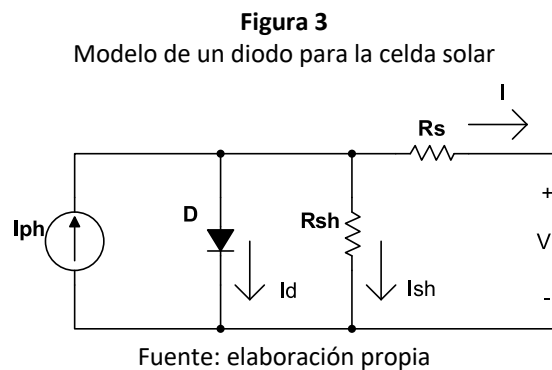 Figura 3
Modelo de un diodo para la celda solar
I
Rs
+
D
Rsh
Iph
V
Id
Ish
-
Fuente: elaboración propia